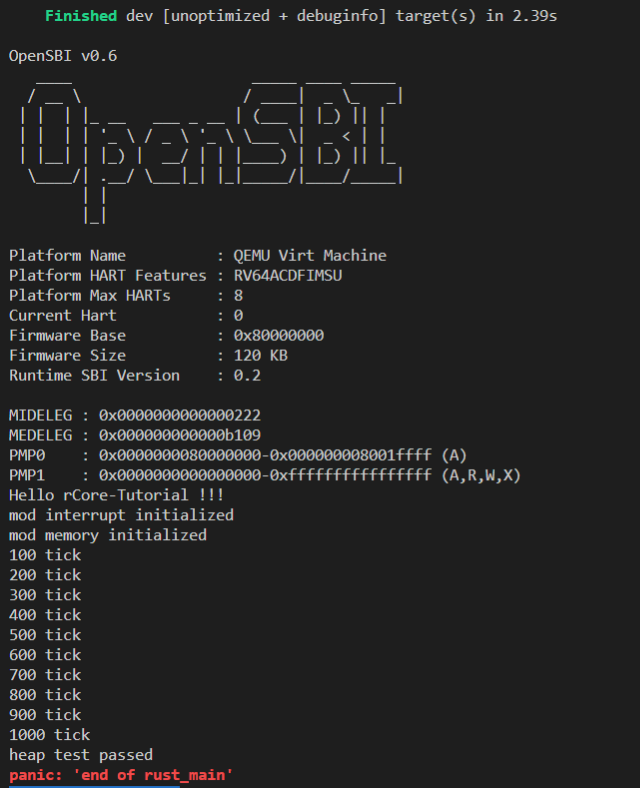 Finished dev [unoptimized + debuginfo] target(s) in 2.39s
OpenSBI v0.6
OpenSBI
Platform Name : QEMU Virt Machine
Platform HART Features : RV64ACDFIMSU
Platform Max HARTs : 8
Current Hart : 0
Firmware Base : 0x80000000
Firmware Size : 120 KB
Runtime SBI Version : 0.2
MIDELEG : 0x0000000000000222
MEDELEG : 0x000000000000b109
PMP0 : 0x0000000080000000-0x000000008001ffff (A)
PMP1 : 0x0000000000000000-0xffffffffffffffff (A,R,W,X)
Hello rCore-Tutorial !!!
mod interrupt initialized
mod memory initialized
100 tick
200 tick
300 tick
400 tick
500 tick
600 tick
700 tick
800 tick
900 tick
1000 tick
heap test passed
panic: 'end of rust_main'